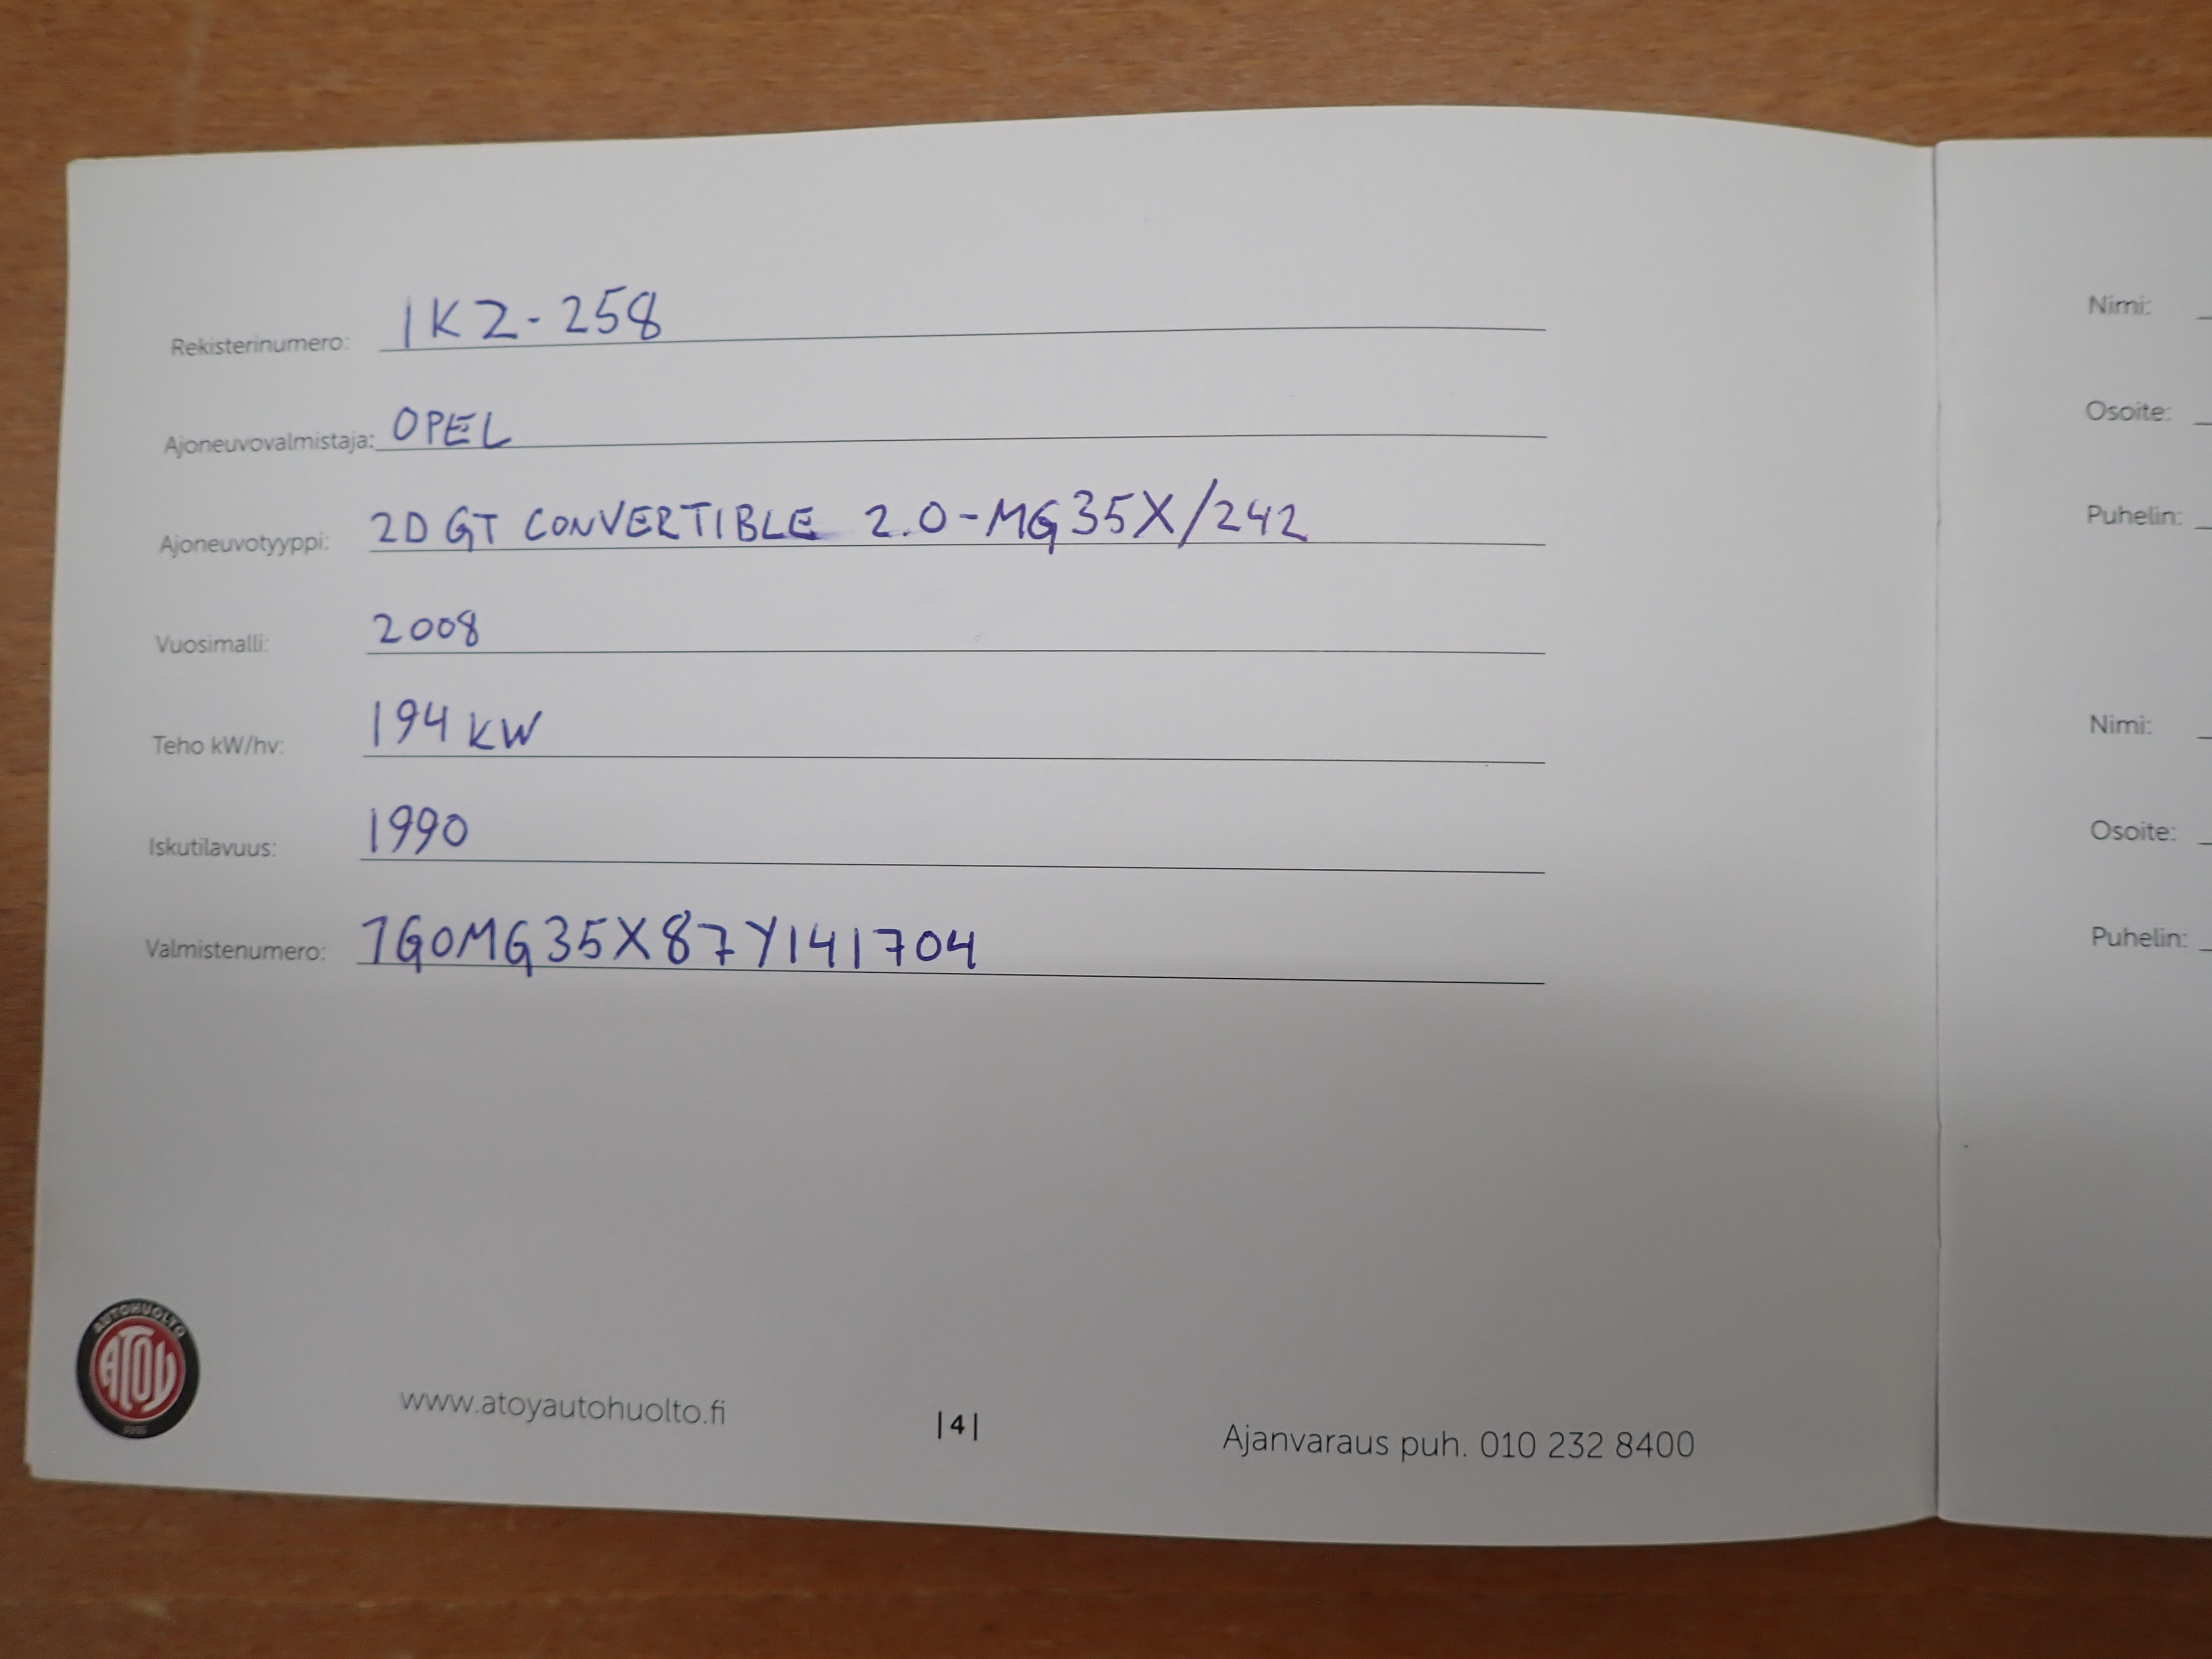 Rekisterinumero: IKZ-258
Ajoneuvovalmistaja: OPEL
Ajoneuvotyyppi: 2D GT CONVERTIBLE 2.0-MG35X/242
Vuosimalli: 2008
Teho kW/hv: 194 KW
Iskutilavuus: 1990
Valmistenumero: 1G0MG35X87Y141704
AUTOHUOLTO
ATOY
www.atoyautohuolto.fi
|4|
Ajanvaraus puh. 010 232 8400
Nimi:
Osoite:
Puhelin:
Nimi:
Osoite:
Puhelin: